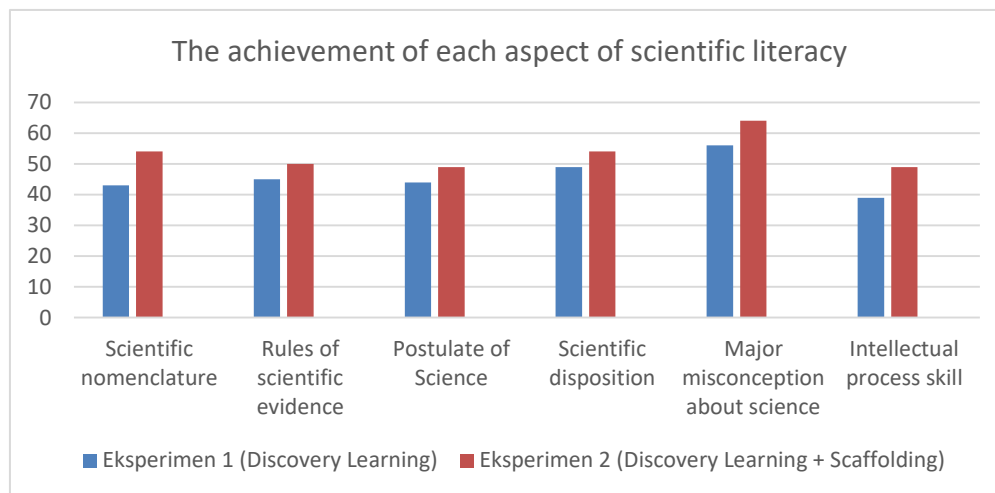 The achievement of each aspect of scientific literacy
70
60
50
40
30
20
10
0
Scientific
nomenclature
Rules of
scientific
evidence
Postulate of
Science
Scientific
disposition
Major
misconception
about science
Intellectual
process skill
Eksperimen 1 (Discovery Learning)
Eksperimen 2 (Discovery Learning + Scaffolding)